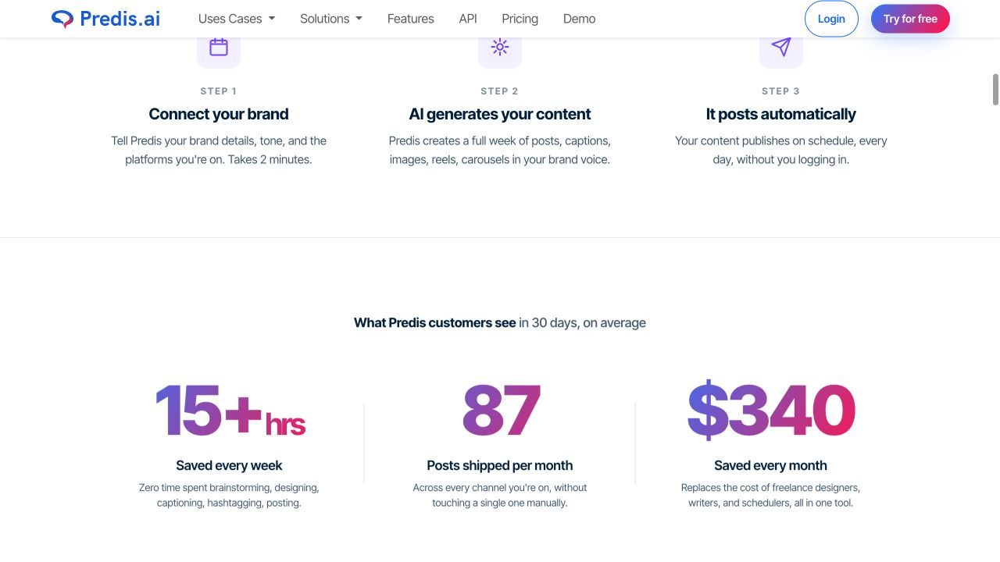 Predis.ai
Uses Cases
Solutions
Features
API
Pricing
Demo
Login
Try for free
STEP 1
Connect your brand
Tell Predis your brand details, tone, and the
platforms you're on. Takes 2 minutes.
STEP 2
AI generates your content
Predis creates a full week of posts, captions,
images, reels, carousels in your brand voice.
STEP 3
It posts automatically
Your content publishes on schedule, every
day, without you logging in.
What Predis customers see in 30 days, on average
15+hrs
Saved every week
Zero time spent brainstorming, designing,
captioning, hashtagging, posting.
87
Posts shipped per month
Across every channel you're on, without
touching a single one manually.
$340
Saved every month
Replaces the cost of freelance designers,
writers, and schedulers, all in one tool.